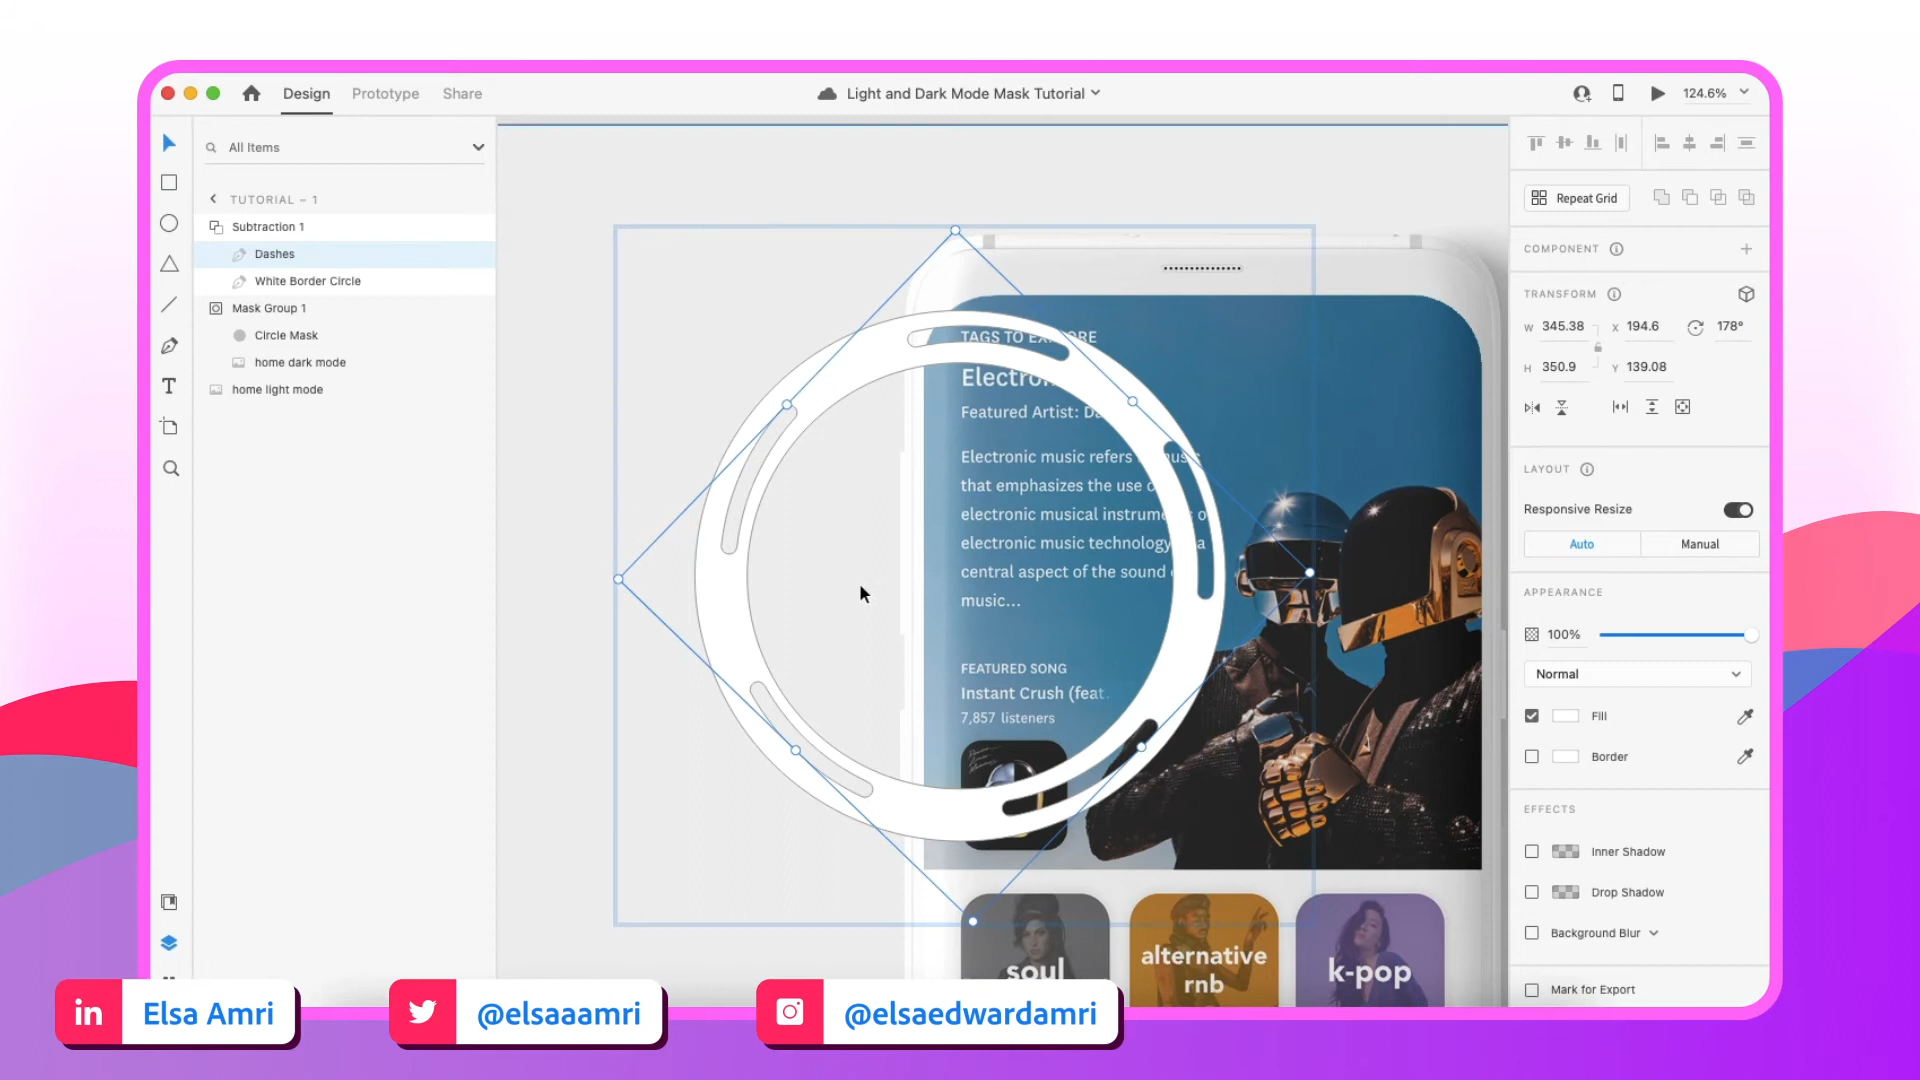 Design Prototype Share
Light and Dark Mode Mask Tutorial
124.6%
All Items
TUTORIAL – 1
Subtraction 1
Dashes
White Border Circle
Mask Group 1
Circle Mask
home dark mode
home light mode
TAGS TO EX
RE
Electro
Featured Artist: Da
Electronic music refers
music
that emphasizes the use o
electronic musical instrume
electronic music technology
a
central aspect of the sound
music...
FEATURED SONG
Instant Crush (feat.
7,857 listeners
soul
alternative
rnb
k-pop
Repeat Grid
COMPONENT
TRANSFORM
W 345.38 X 194.6 178°
H 350.9 Y 139.08
LAYOUT
Responsive Resize
Auto Manual
APPEARANCE
100%
Normal
Fill
Border
EFFECTS
Inner Shadow
Drop Shadow
Background Blur
Mark for Export
in Elsa Amri
@elsaaamri
@elsaedwardamri